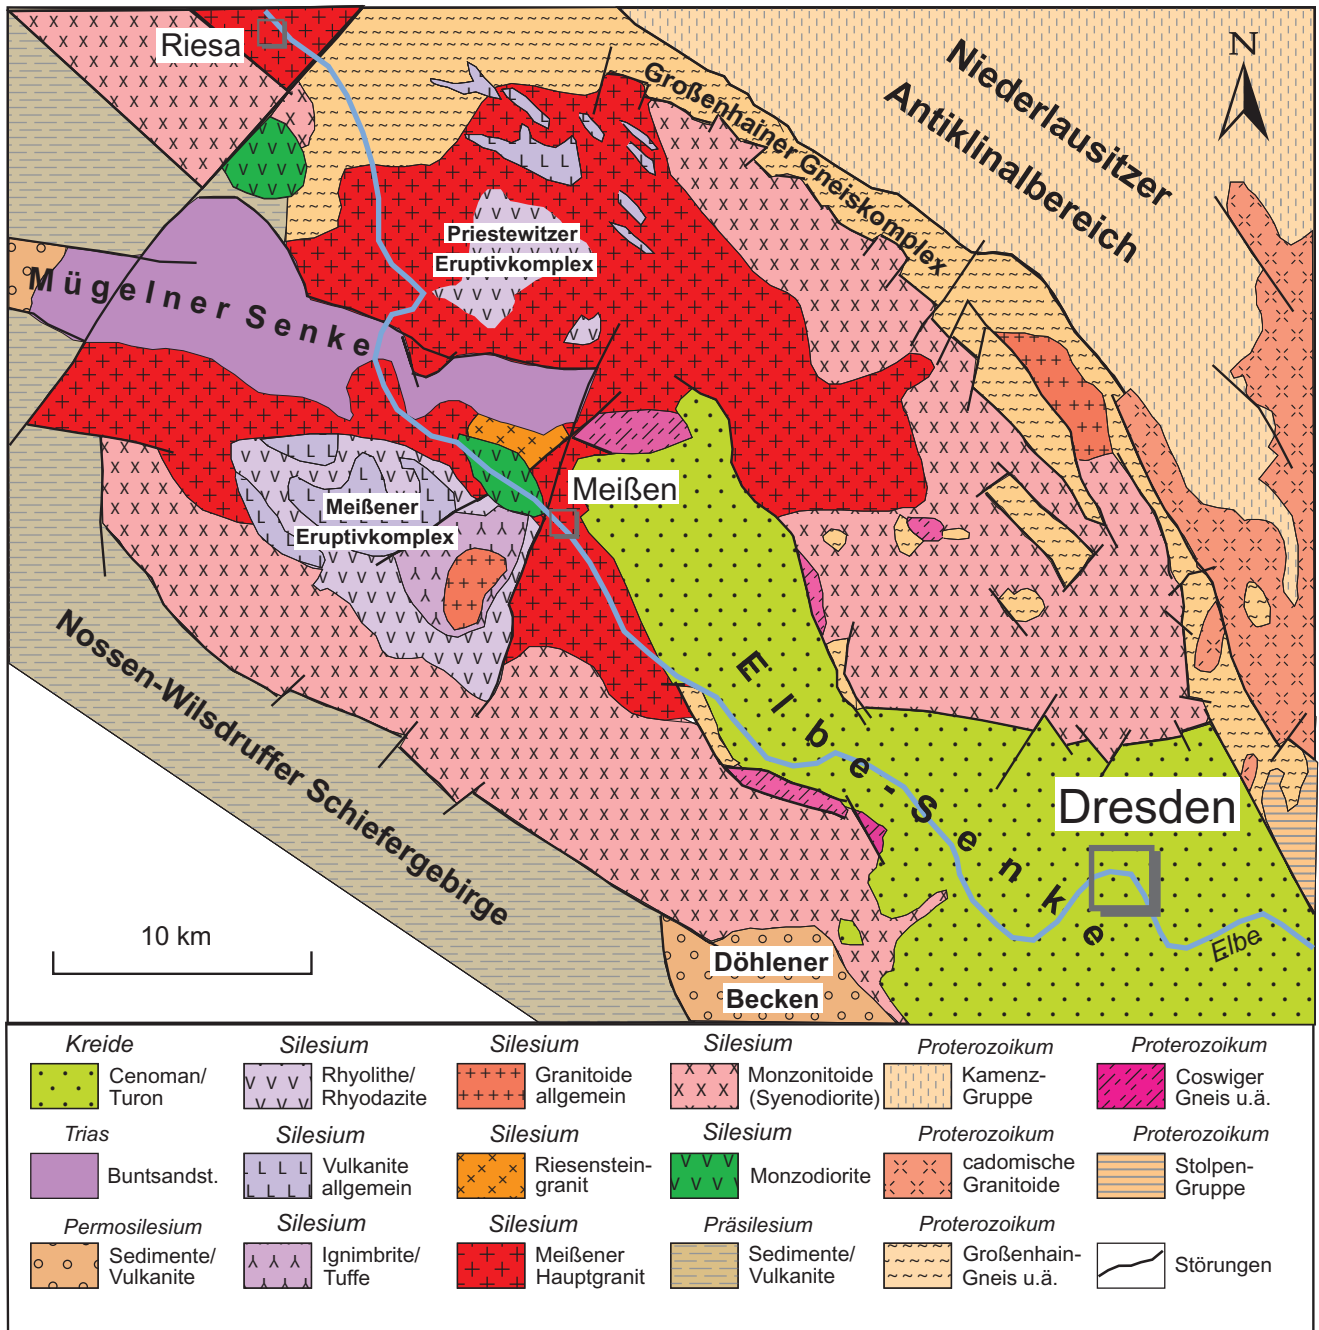 Riesa
N
Niederlausitzer
Antiklinalbereich
Großenhainer Gneiskomplex
Priestewitzer
Eruptivkomplex
Mügelner Senke
Meißen
Meißener
Eruptivkomplex
Nossen-Wilsdruffer Schiefergebirge
Elbe-Senke
Dresden
Elbe
10 km
Döhlener
Becken
Kreide
Cenoman/
Turon
Silesium
Rhyolithe/
Rhyodazite
Silesium
Granitoide
allgemein
Silesium
Monzonitoide
(Syenodiorite)
Proterozoikum
Kamenz-
Gruppe
Proterozoikum
Coswiger
Gneis u.ä.
Trias
Buntsandst.
Silesium
Vulkanite
allgemein
Silesium
Riesenstein-
granit
Silesium
Monzodiorite
Proterozoikum
cadomische
Granitoide
Proterozoikum
Stolpen-
Gruppe
Permosilesium
Sedimente/
Vulkanite
Silesium
Ignimbrite/
Tuffe
Silesium
Meißener
Hauptgranit
Präsilesium
Sedimente/
Vulkanite
Proterozoikum
Großenhain-
Gneis u.ä.
Störungen